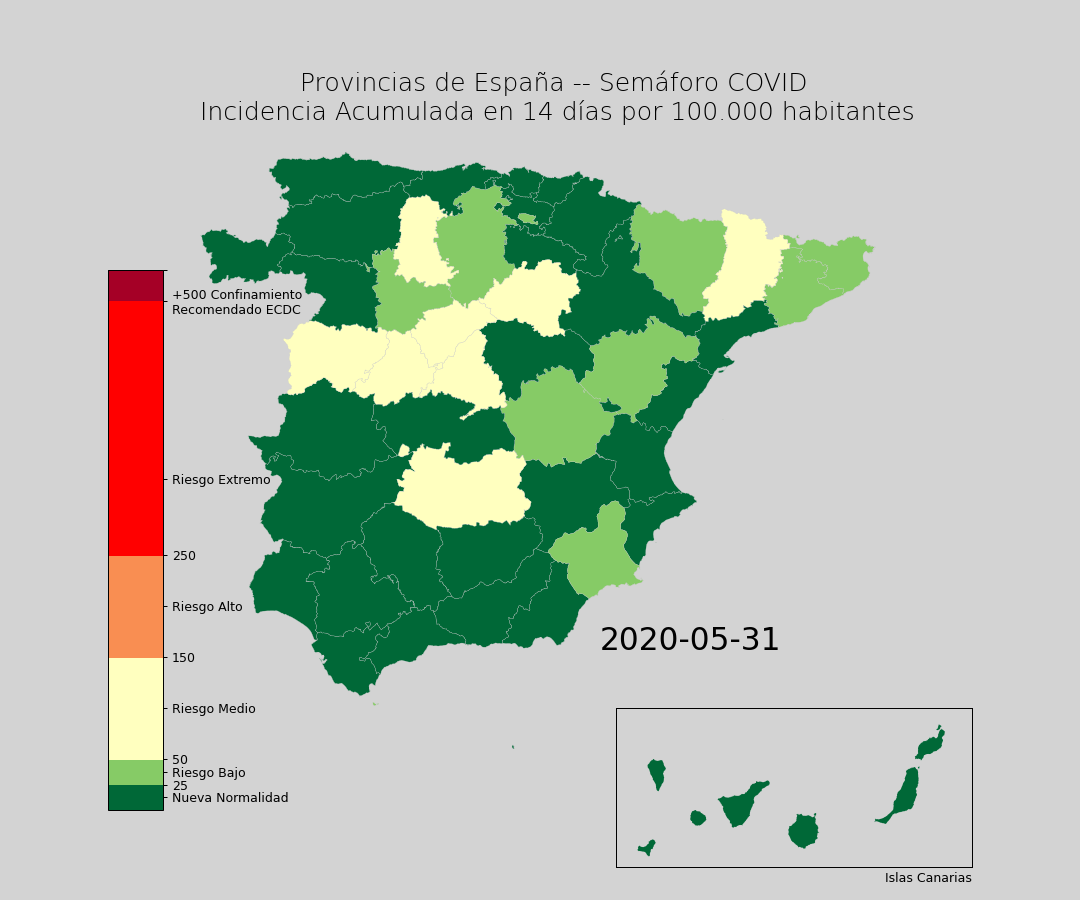 Provincias de España -- Semáforo COVID
Incidencia Acumulada en 14 días por 100.000 habitantes
+500 Confinamiento
Recomendado ECDC
Riesgo Extremo
250
Riesgo Alto
150
Riesgo Medio
50
Riesgo Bajo
25
Nueva Normalidad
2020-05-31
Islas Canarias